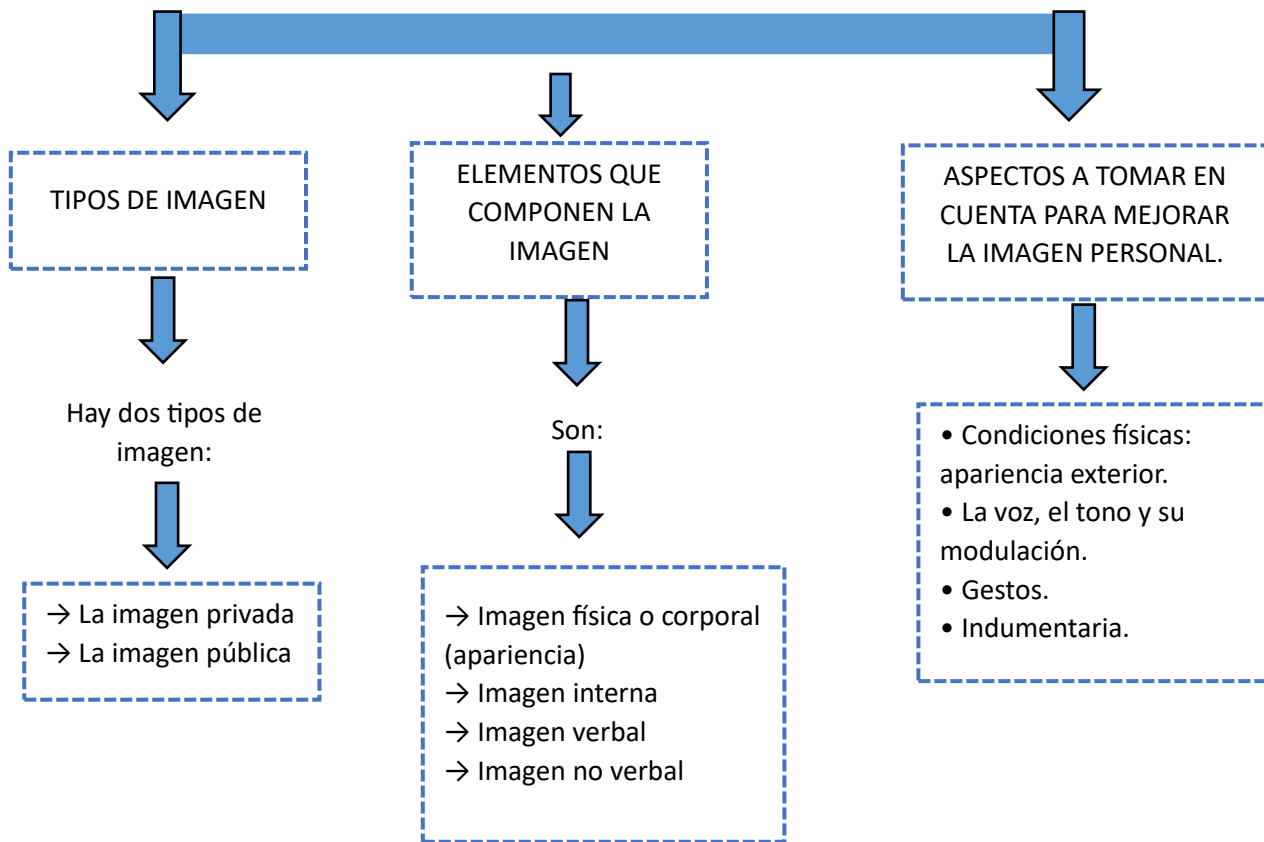 TIPOS DE IMAGEN
Hay dos tipos de
imagen:
→ La imagen privada
→ La imagen pública
ELEMENTOS QUE
COMPONEN LA
IMAGEN
Son:
→ Imagen física o corporal
(apariencia)
→ Imagen interna
→ Imagen verbal
→ Imagen no verbal
ASPECTOS A TOMAR EN
CUENTA PARA MEJORAR
LA IMAGEN PERSONAL.
• Condiciones físicas:
apariencia exterior.
• La voz, el tono y su
modulación.
• Gestos.
• Indumentaria.